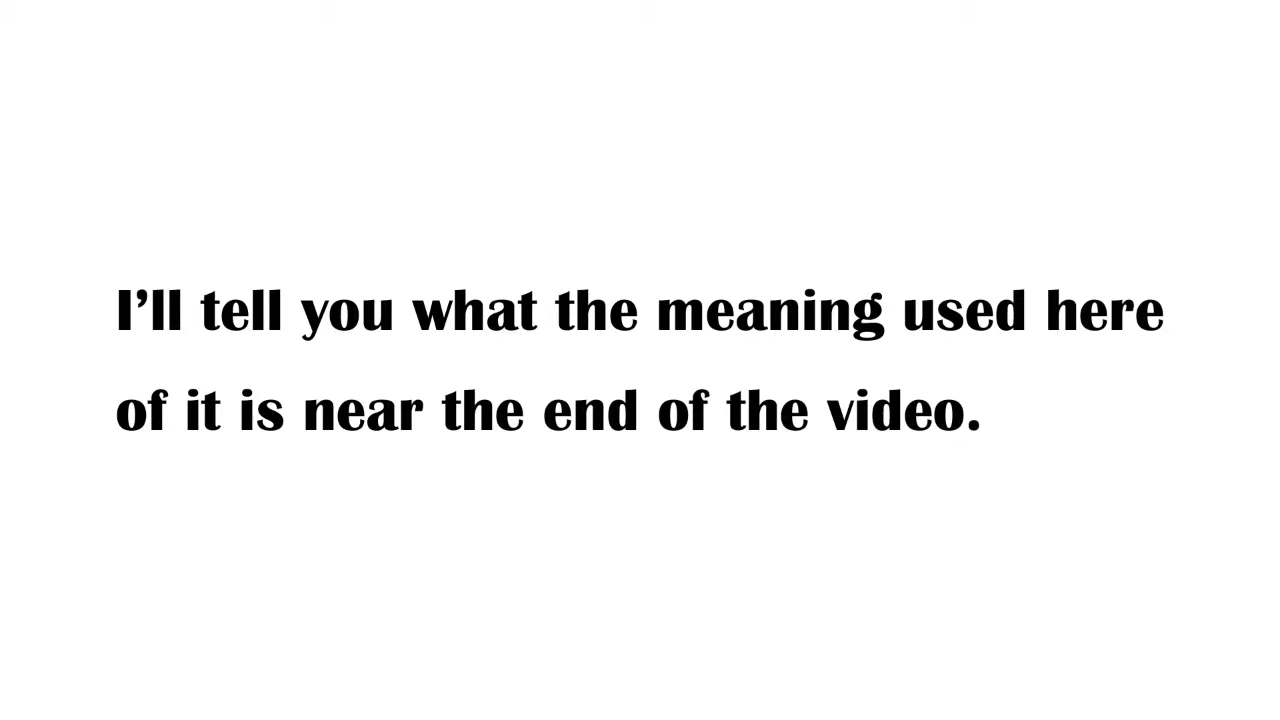 I’ll tell you what the meaning used here
of it is near the end of the video.